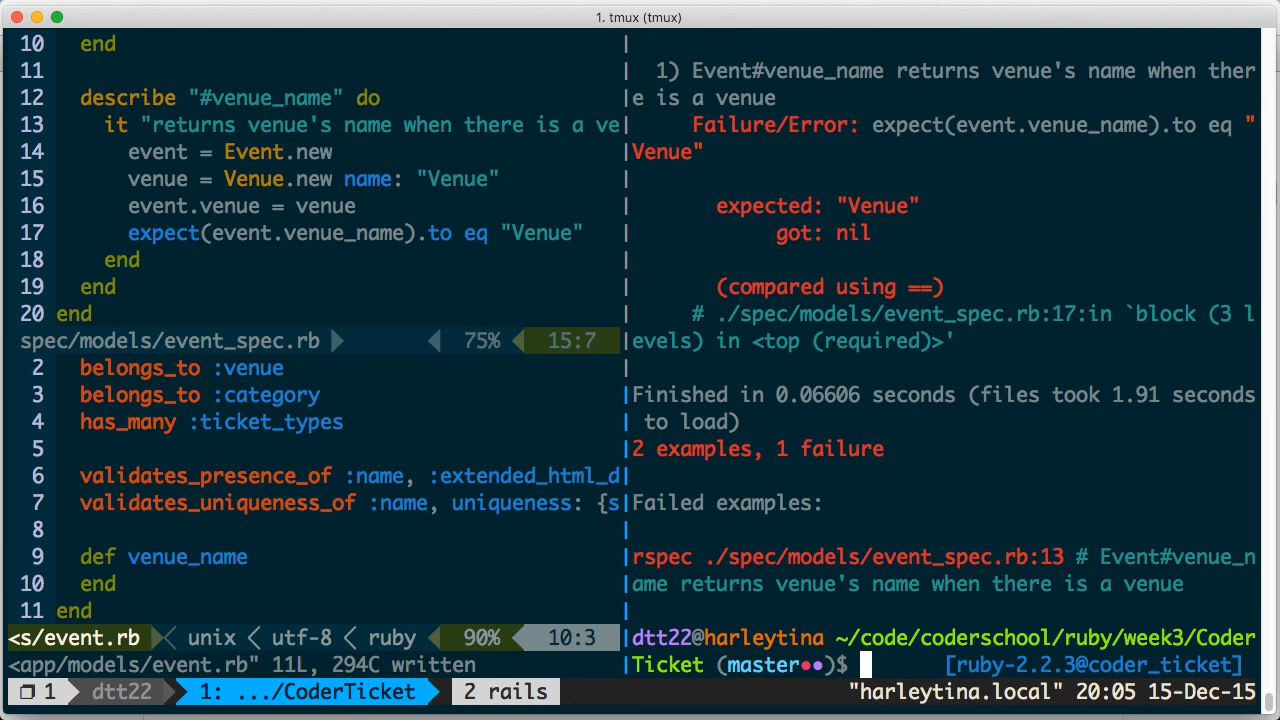 1. tmux (tmux)
10 end
11
12 describe "#venue_name" do
13 it "returns venue's name when there is a ve
14 event = Event.new
15 venue = Venue.new name: "Venue"
16 event.venue = venue
17 expect(event.venue_name).to eq "Venue"
18 end
19 end
20 end
spec/models/event_spec.rb 75% 15:7
2 belongs_to :venue
3 belongs_to :category
4 has_many :ticket_types
5
6 validates_presence_of :name, :extended_html_d
7 validates_uniqueness_of :name, uniqueness: {s
8
9 def venue_name
10 end
11 end
<s/event.rb unix < utf-8 < ruby 90% 10:3
<app/models/event.rb" 11L, 294C written
1) Event#venue_name returns venue's name when ther
e is a venue
Failure/Error: expect(event.venue_name).to eq "
Venue"
expected: "Venue"
got: nil
(compared using ==)
# ./spec/models/event_spec.rb:17:in `block (3 l
evels) in <top (required)>'
Finished in 0.06606 seconds (files took 1.91 seconds
to load)
2 examples, 1 failure
Failed examples:
rspec ./spec/models/event_spec.rb:13 # Event#venue_n
ame returns venue's name when there is a venue
dtt22@harleytina ~/code/coderschool/ruby/week3/Coder
Ticket (master••)$ [ruby-2.2.3@coder_ticket]
❐ 1 dtt22 1: .../CoderTicket 2 rails "harleytina.local" 20:05 15-Dec-15